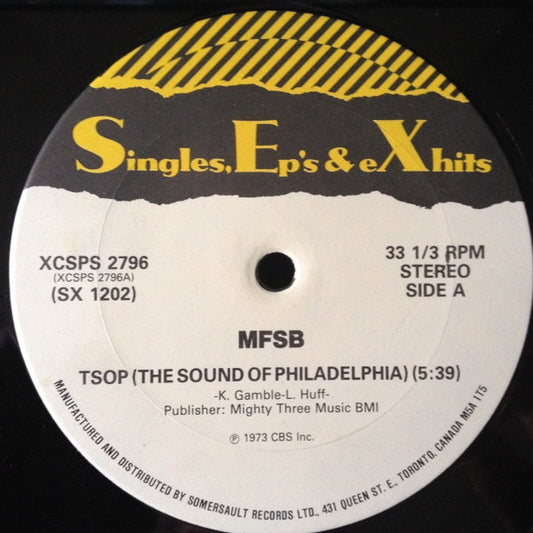 Singles, Ep's & eXhits
XCSPS 2796
(XCSPS 2796A)
(SX 1202)
33 1/3 RPM
STEREO
SIDE A
MFSB
TSOP (THE SOUND OF PHILADELPHIA) (5:39)
-K. Gamble-L. Huff-
Publisher: Mighty Three Music BMI
℗ 1973 CBS Inc.
MANUFACTURED AND DISTRIBUTED BY SOMERSAULT RECORDS LTD., 431 QUEEN ST. E., TORONTO, CANADA M5A 1T5